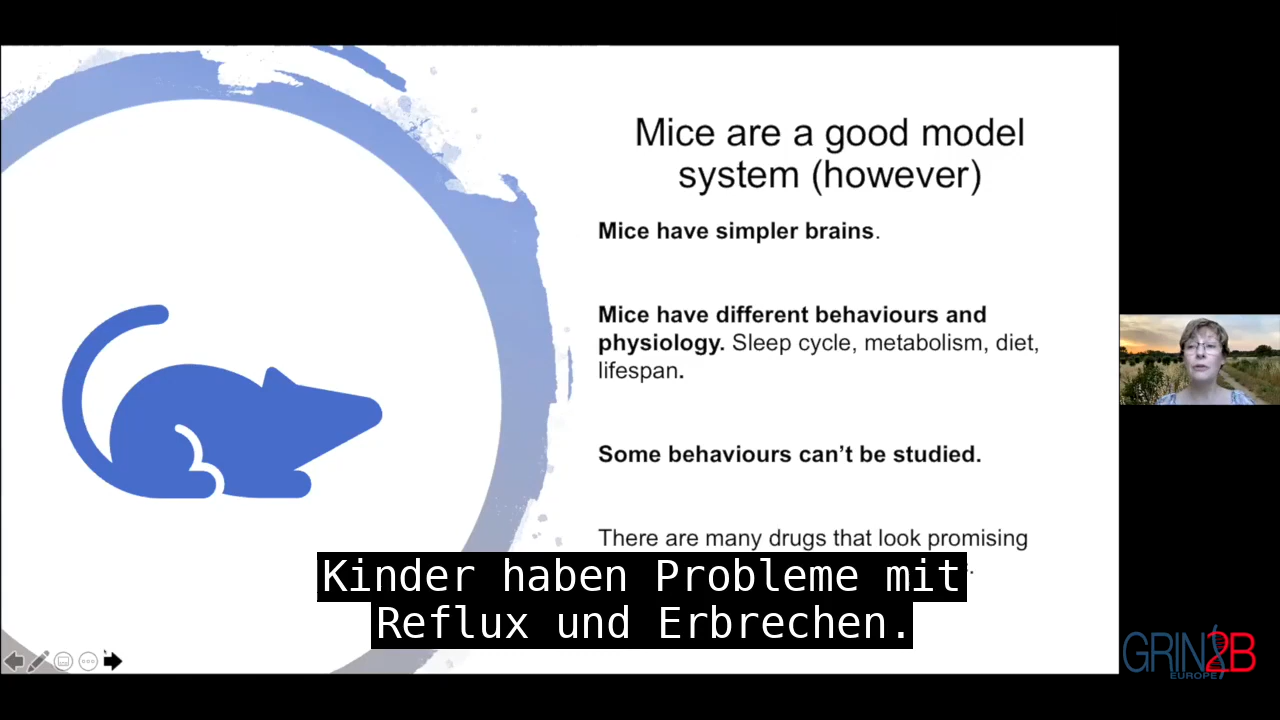 Mice are a good model
system (however)
Mice have simpler brains.
Mice have different behaviours and
physiology. Sleep cycle, metabolism, diet,
lifespan.
Some behaviours can’t be studied.
There are many drugs that look promising
Kinder haben Probleme mit
Reflux und Erbrechen.
GRIN2B
EUROPE